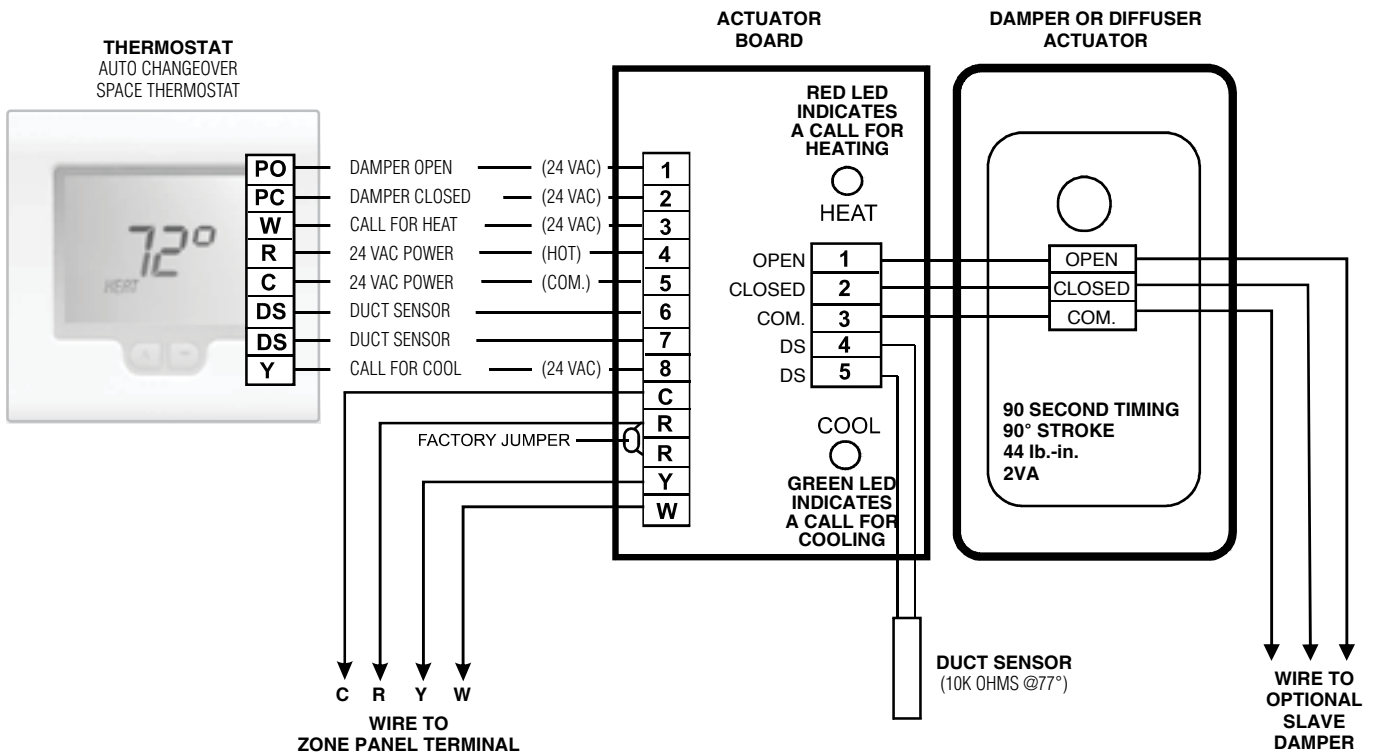 ACTUATOR
BOARD
DAMPER OR DIFFUSER
ACTUATOR
THERMOSTAT
AUTO CHANGEOVER
SPACE THERMOSTAT
72°
HEAT
PO DAMPER OPEN (24 VAC) 1
PC DAMPER CLOSED (24 VAC) 2
W CALL FOR HEAT (24 VAC) 3
R 24 VAC POWER (HOT) 4
C 24 VAC POWER (COM.) 5
DS DUCT SENSOR 6
DS DUCT SENSOR 7
Y CALL FOR COOL (24 VAC) 8
C
R
FACTORY JUMPER
R
Y
W
RED LED
INDICATES
A CALL FOR
HEATING
HEAT
OPEN 1
CLOSED 2
COM. 3
DS 4
DS 5
COOL
GREEN LED
INDICATES
A CALL FOR
COOLING
OPEN
CLOSED
COM.
90 SECOND TIMING
90° STROKE
44 lb.-in.
2VA
DUCT SENSOR
(10K OHMS @77°)
C R Y W
WIRE TO
ZONE PANEL TERMINAL
WIRE TO
OPTIONAL
SLAVE
DAMPER